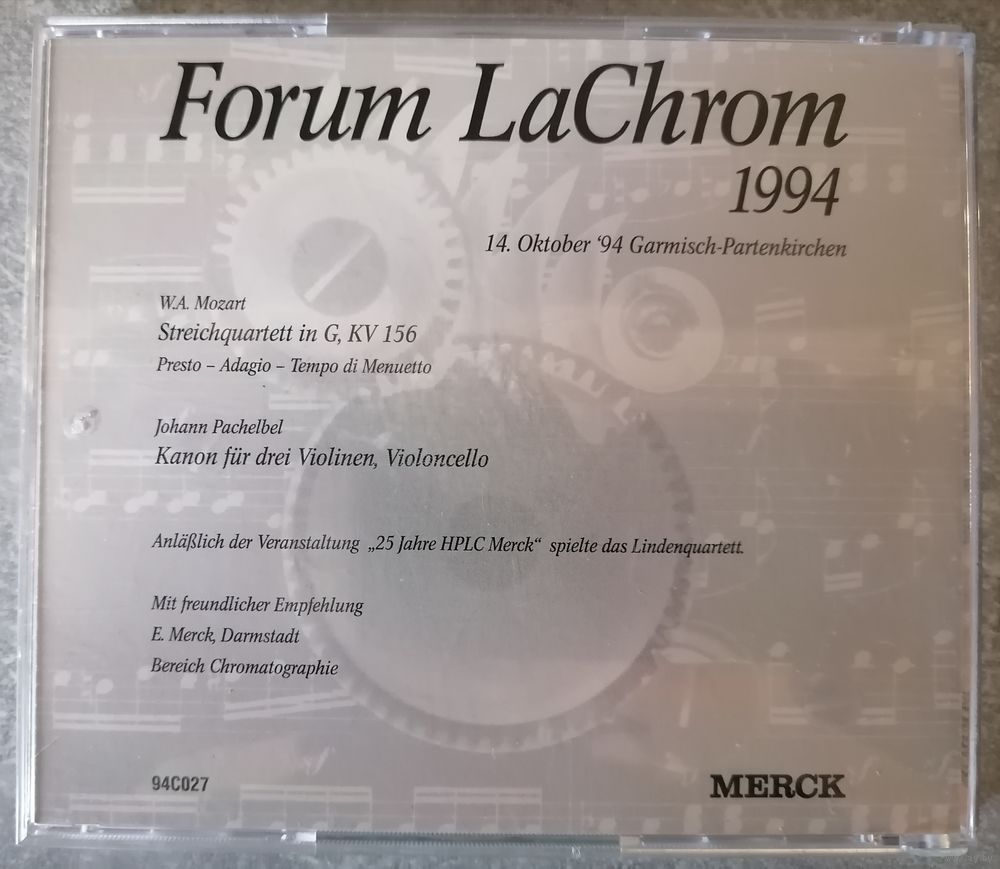 Forum LaChrom
1994
14. Oktober ‘94 Garmisch-Partenkirchen
W.A. Mozart
Streichquartett in G, KV 156
Presto – Adagio – Tempo di Menuetto
Johann Pachelbel
Kanon für drei Violinen, Violoncello
Anläßlich der Veranstaltung „25 Jahre HPLC Merck“ spielte das Lindenquartett.
Mit freundlicher Empfehlung
E. Merck, Darmstadt
Bereich Chromatographie
94C027
MERCK